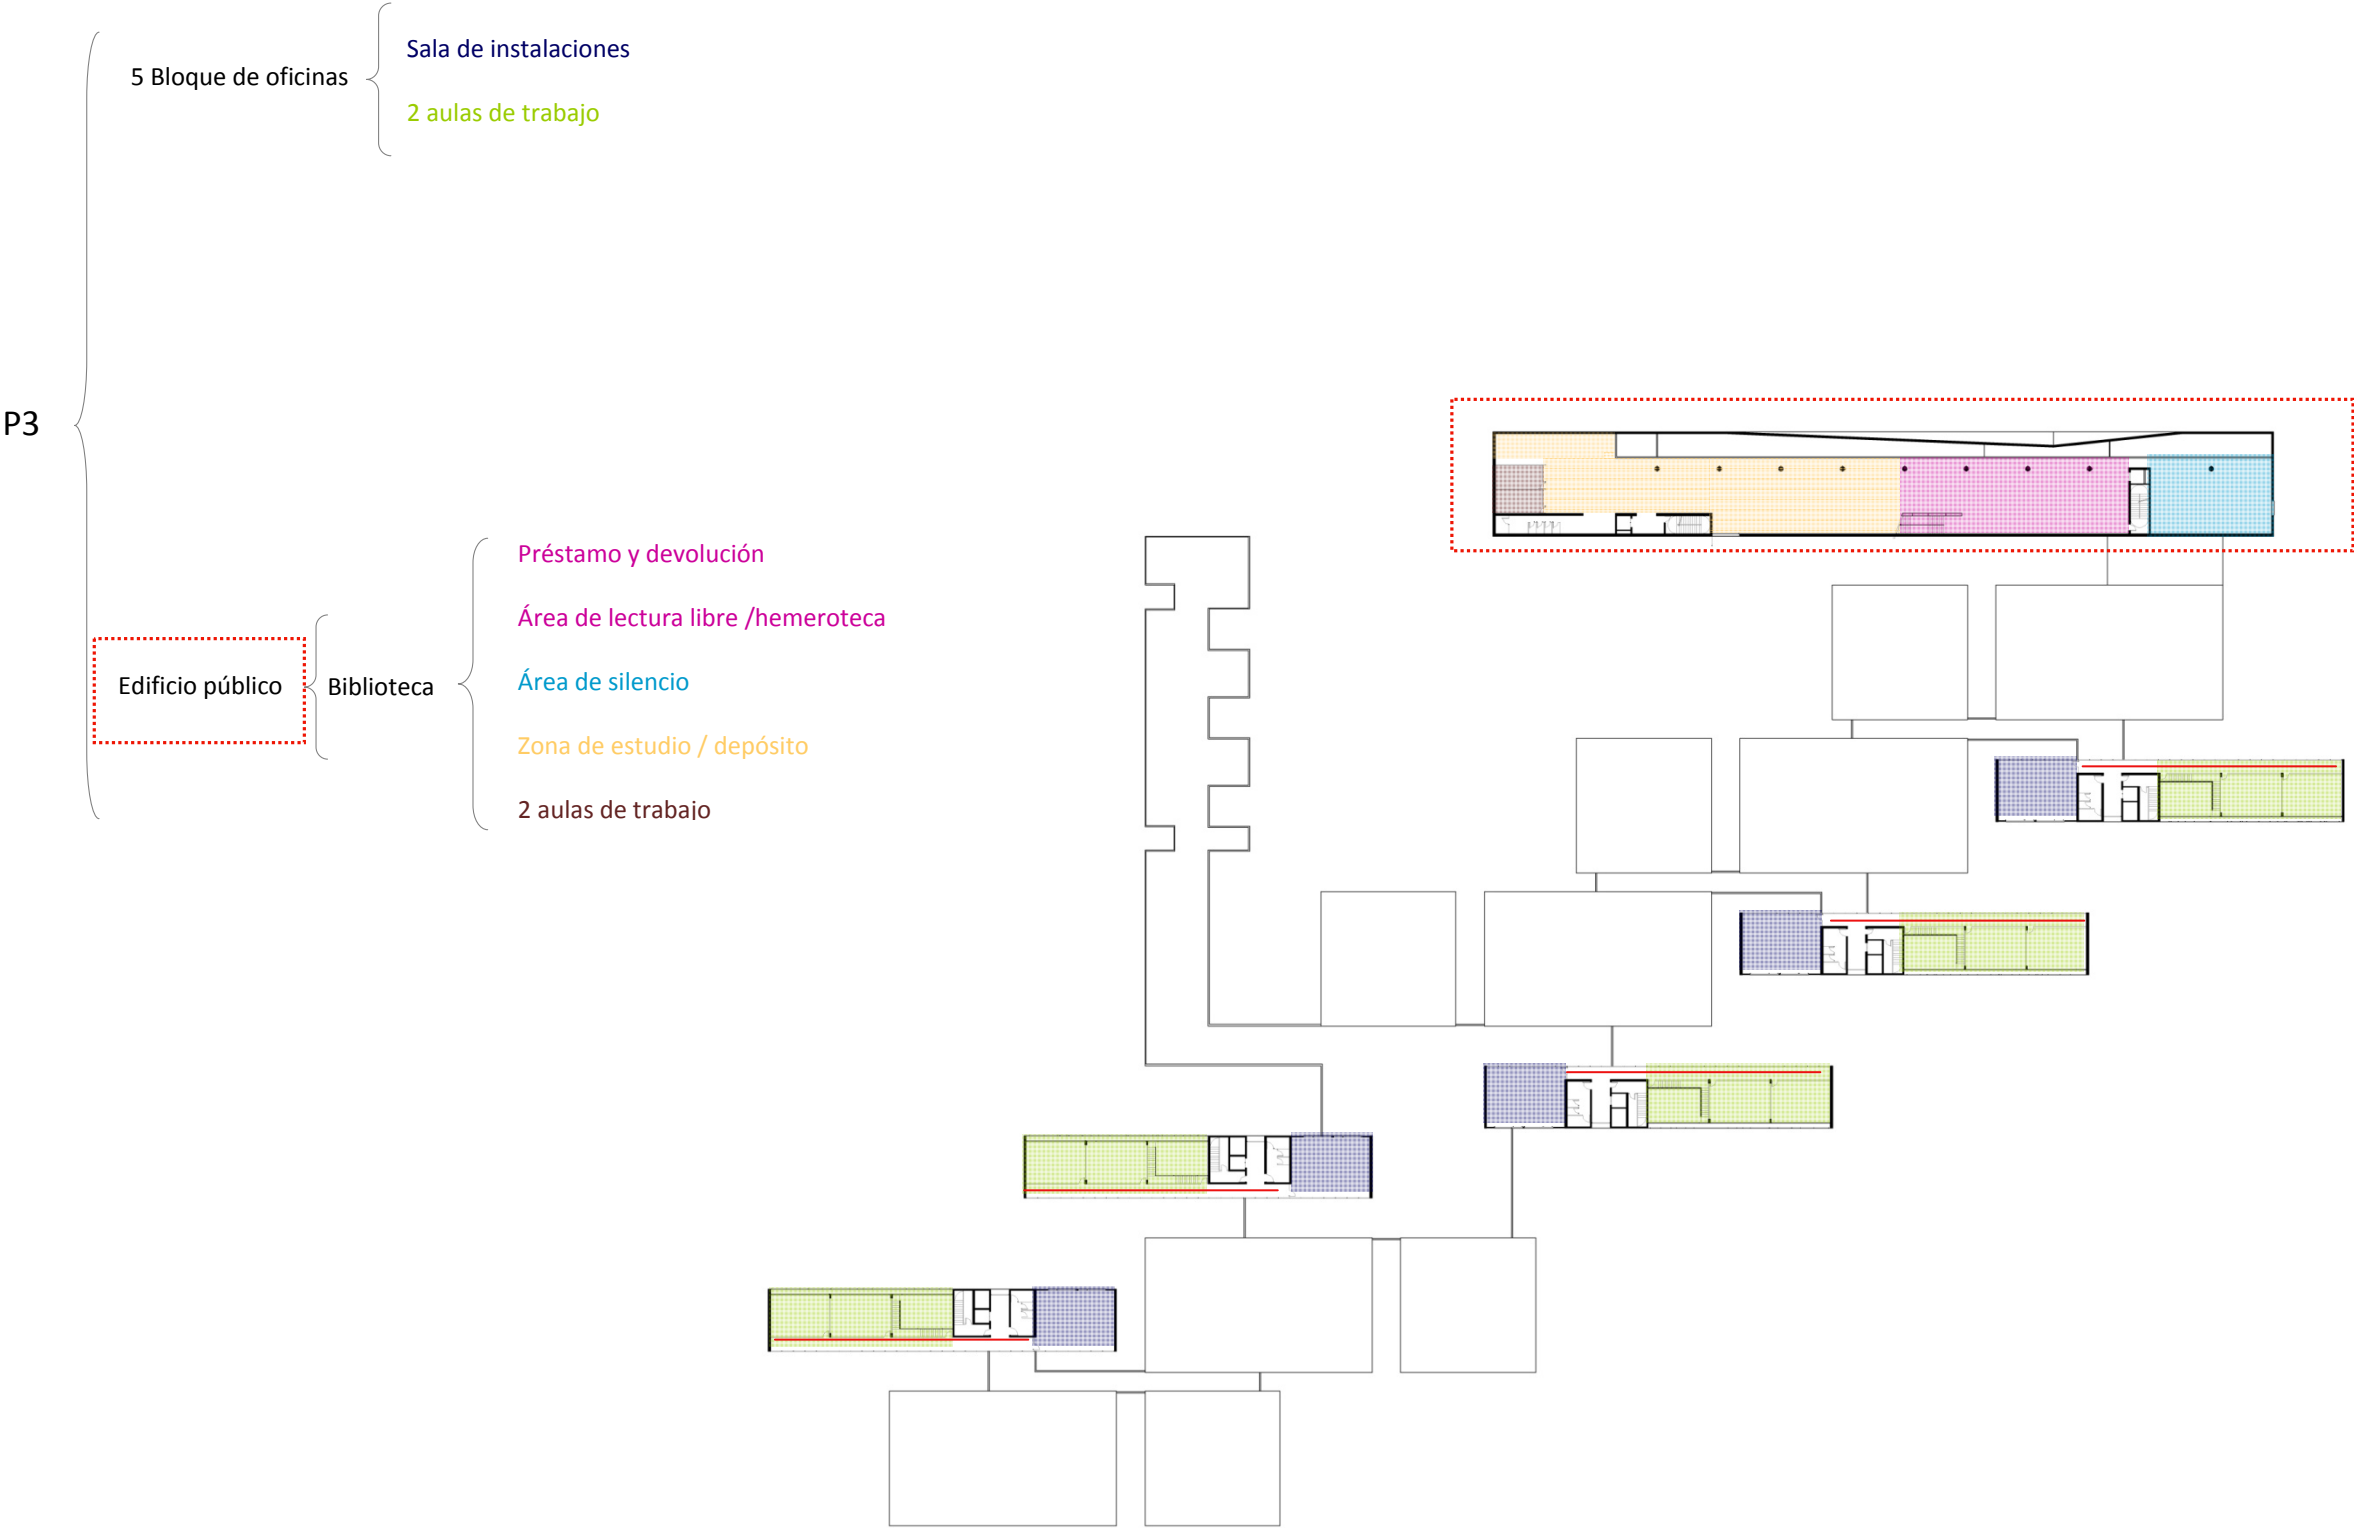 Sala de instalaciones
5 Bloque de oficinas
2 aulas de trabajo
P3
Préstamo y devolución
Área de lectura libre /hemeroteca
Edificio público
Biblioteca
Área de silencio
Zona de estudio / depósito
2 aulas de trabajo